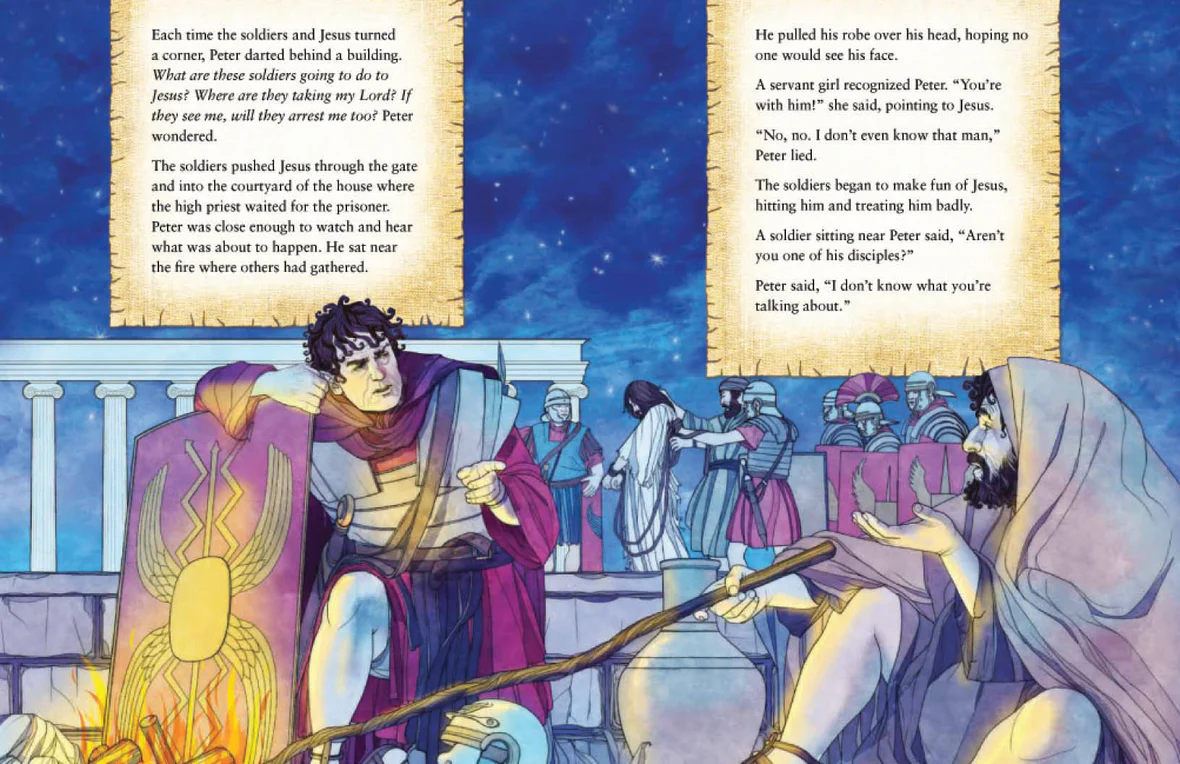 Each time the soldiers and Jesus turned
a corner, Peter darted behind a building.
What are these soldiers going to do to
Jesus? Where are they taking my Lord? If
they see me, will they arrest me too? Peter
wondered.
The soldiers pushed Jesus through the gate
and into the courtyard of the house where
the high priest waited for the prisoner.
Peter was close enough to watch and hear
what was about to happen. He sat near
the fire where others had gathered.
He pulled his robe over his head, hoping no
one would see his face.
A servant girl recognized Peter. “You’re
with him!” she said, pointing to Jesus.
“No, no. I don’t even know that man,”
Peter lied.
The soldiers began to make fun of Jesus,
hitting him and treating him badly.
A soldier sitting near Peter said, “Aren’t
you one of his disciples?”
Peter said, “I don’t know what you’re
talking about.”